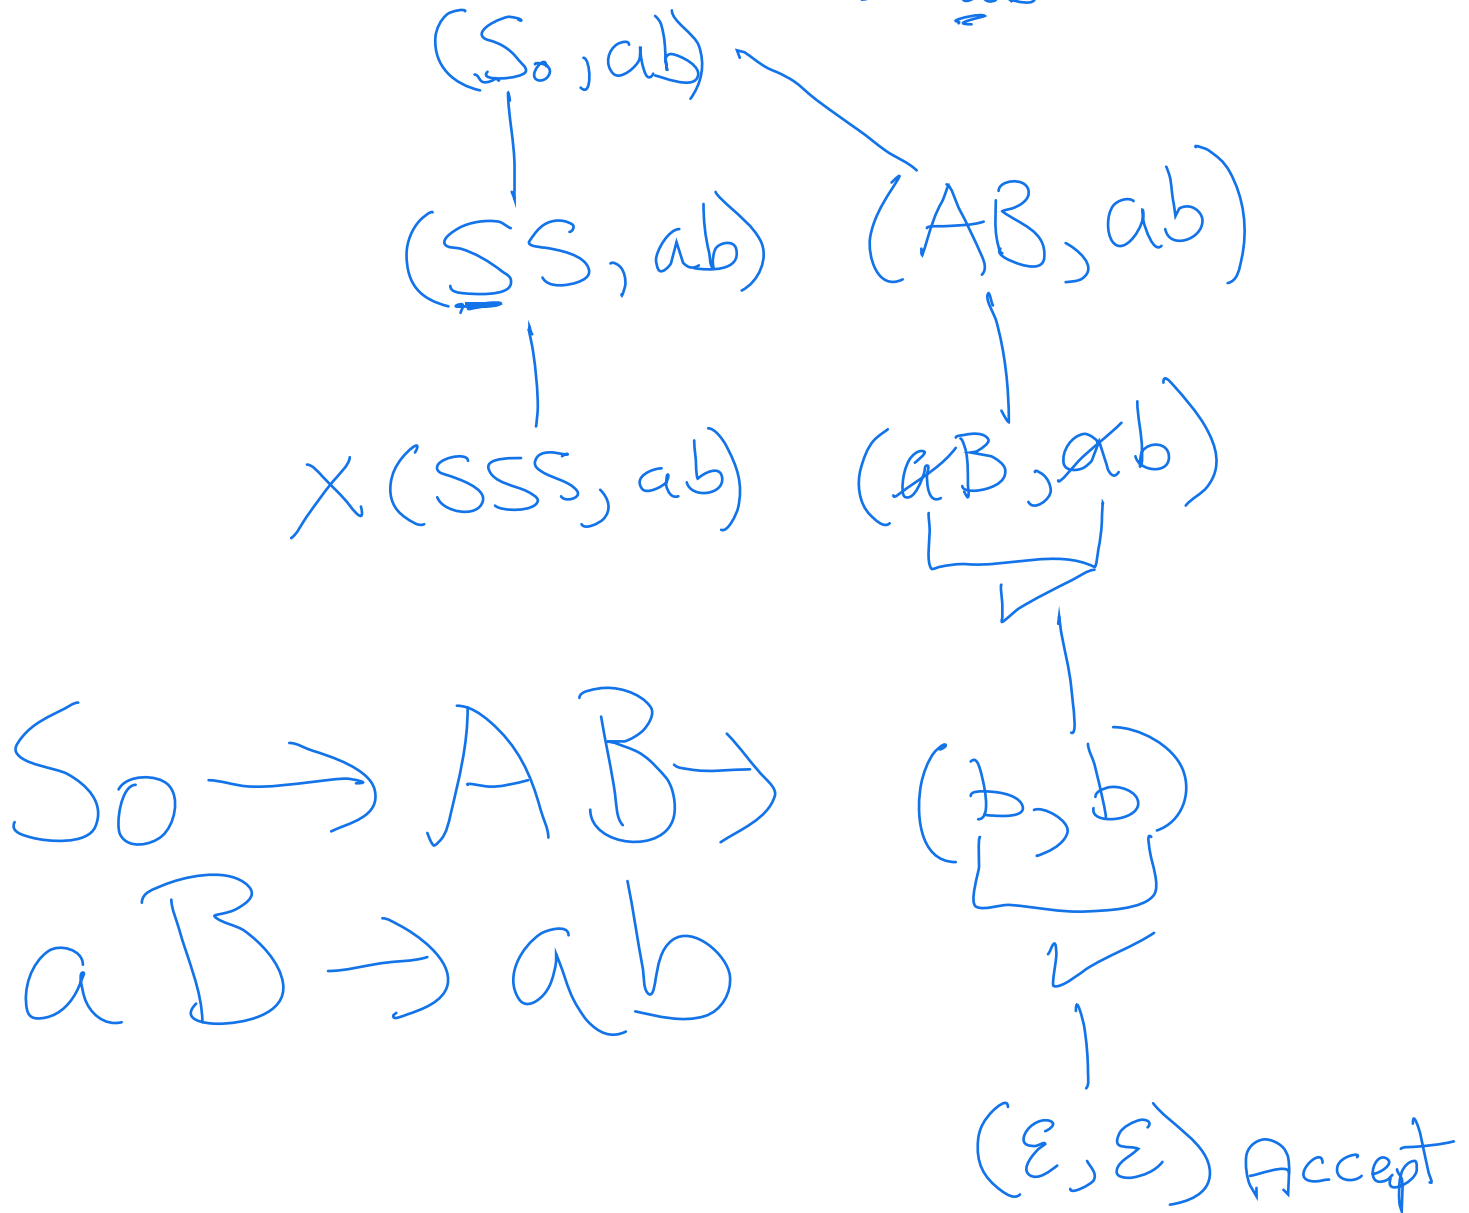 (S₀, ab)
(SS, ab) (AB, ab)
X (SSS, ab) (aB, ab)
S₀ → AB → (b, b)
aB → ab
(ε, ε) Accept